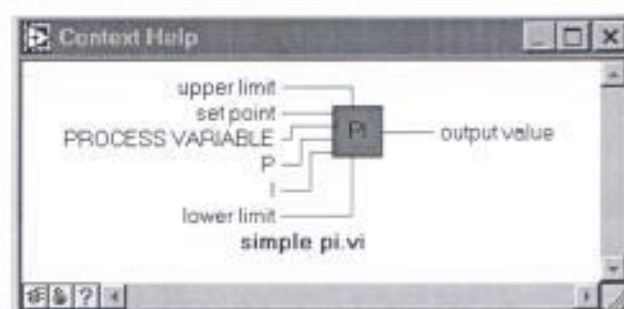 Context Help
upper limit
set point
PROCESS VARIABLE
PI
output value
P
I
lower limit
simple pi.vi
?